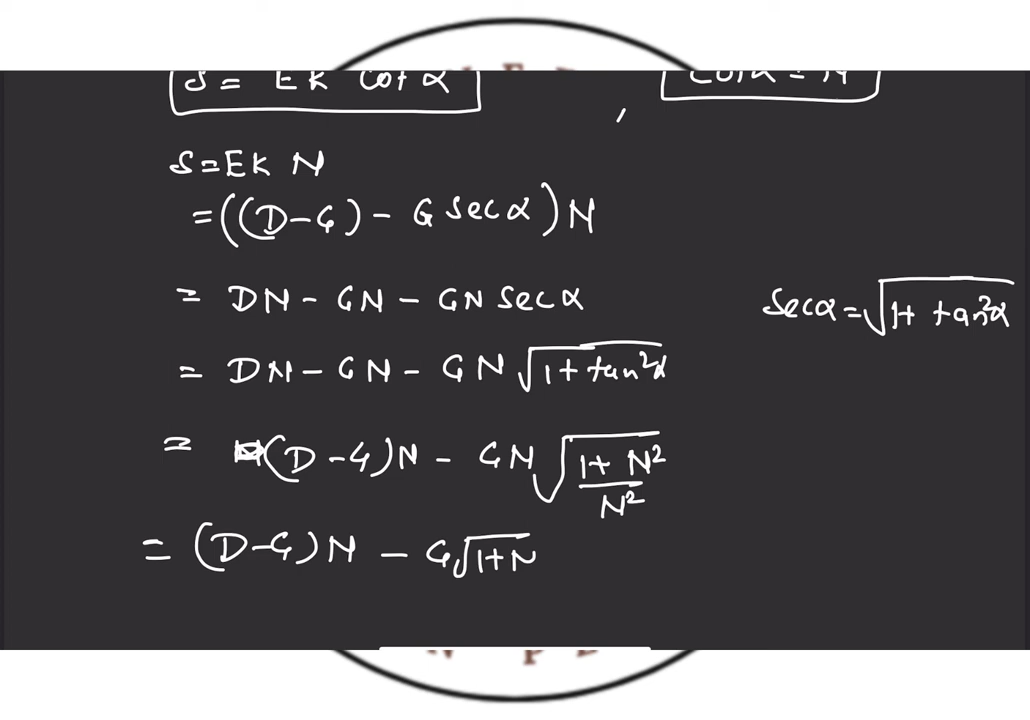 S = EK cot α , cot α = N
S = EK N
= ((D - G) - G sec α) N
= DN - GN - GN sec α
sec α = √(1 + tan²α)
= DN - GN - GN √(1 + tan²α)
= (D - G)N - GN √((1 + N²)/N²)
= (D - G)N - G√(1 + N